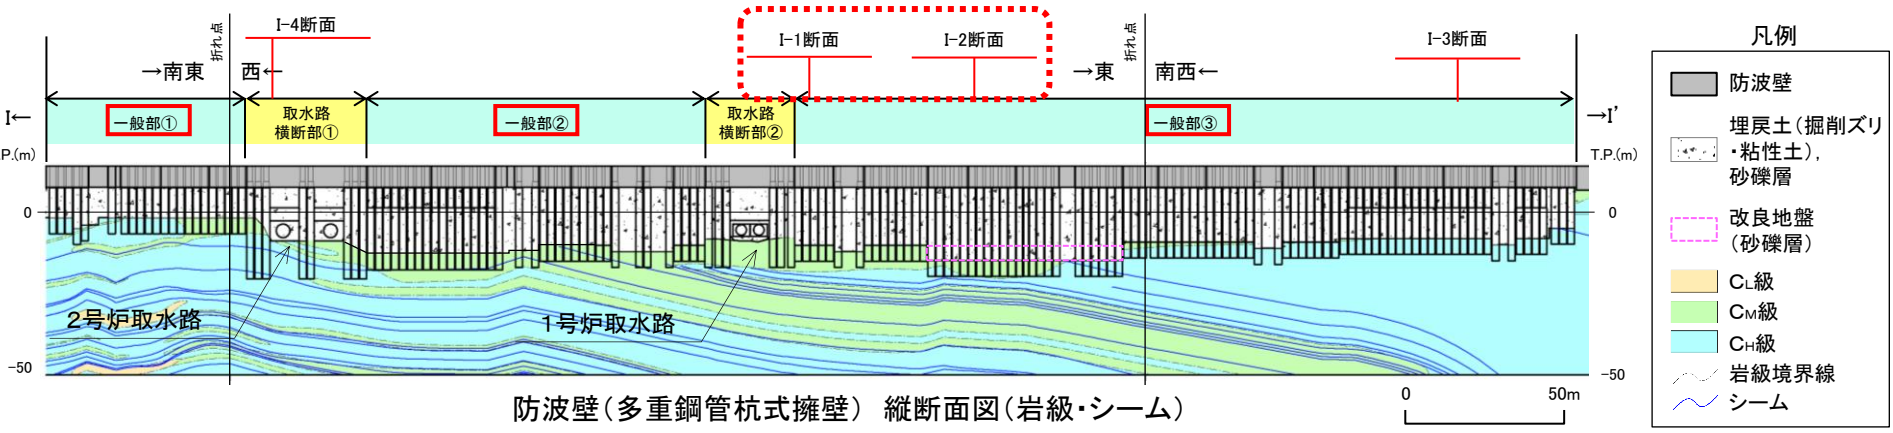 折れ点
I-4断面
→南東
西←
I-1断面
I-2断面
→東
折れ点
南西←
I-3断面
I←
一般部①
取水路
横断部①
一般部②
取水路
横断部②
一般部③
→I'
.P.(m)
T.P.(m)
0
0
2号炉取水路
1号炉取水路
-50
-50
防波壁(多重鋼管杭式擁壁) 縦断面図(岩級・シーム)
0
50m
凡例
防波壁
埋戻土(掘削ズリ
・粘性土),
砂礫層
改良地盤
(砂礫層)
CL級
CM級
CH級
岩級境界線
シーム